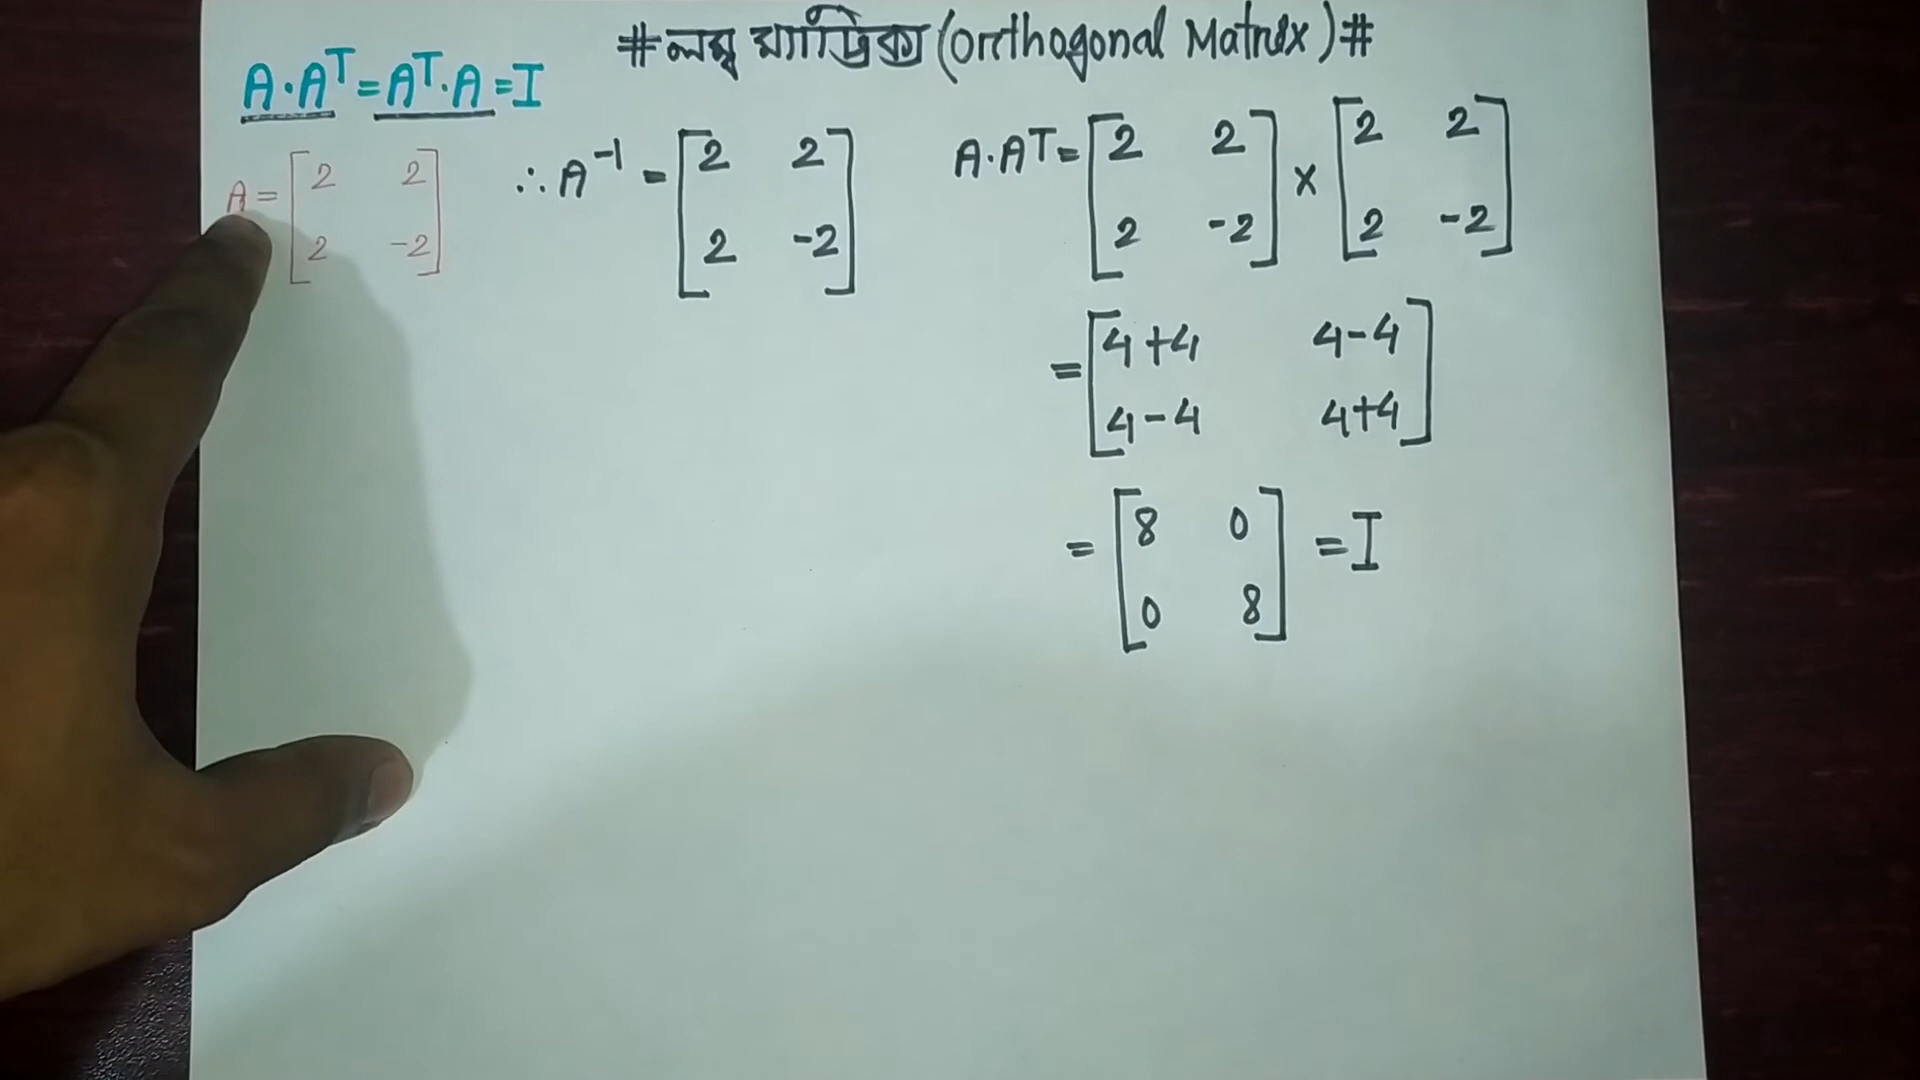 #লম্ব ম্যাট্রিক্স (Orthogonal Matrix)#
A·Aᵀ = Aᵀ·A = I
A = [2 2
2 -2]
∴ A⁻¹ = [2 2
2 -2]
A·AT = [2 2
2 -2] × [2 2
2 -2]
= [4+4 4-4
4-4 4+4]
= [8 0
0 8] = I